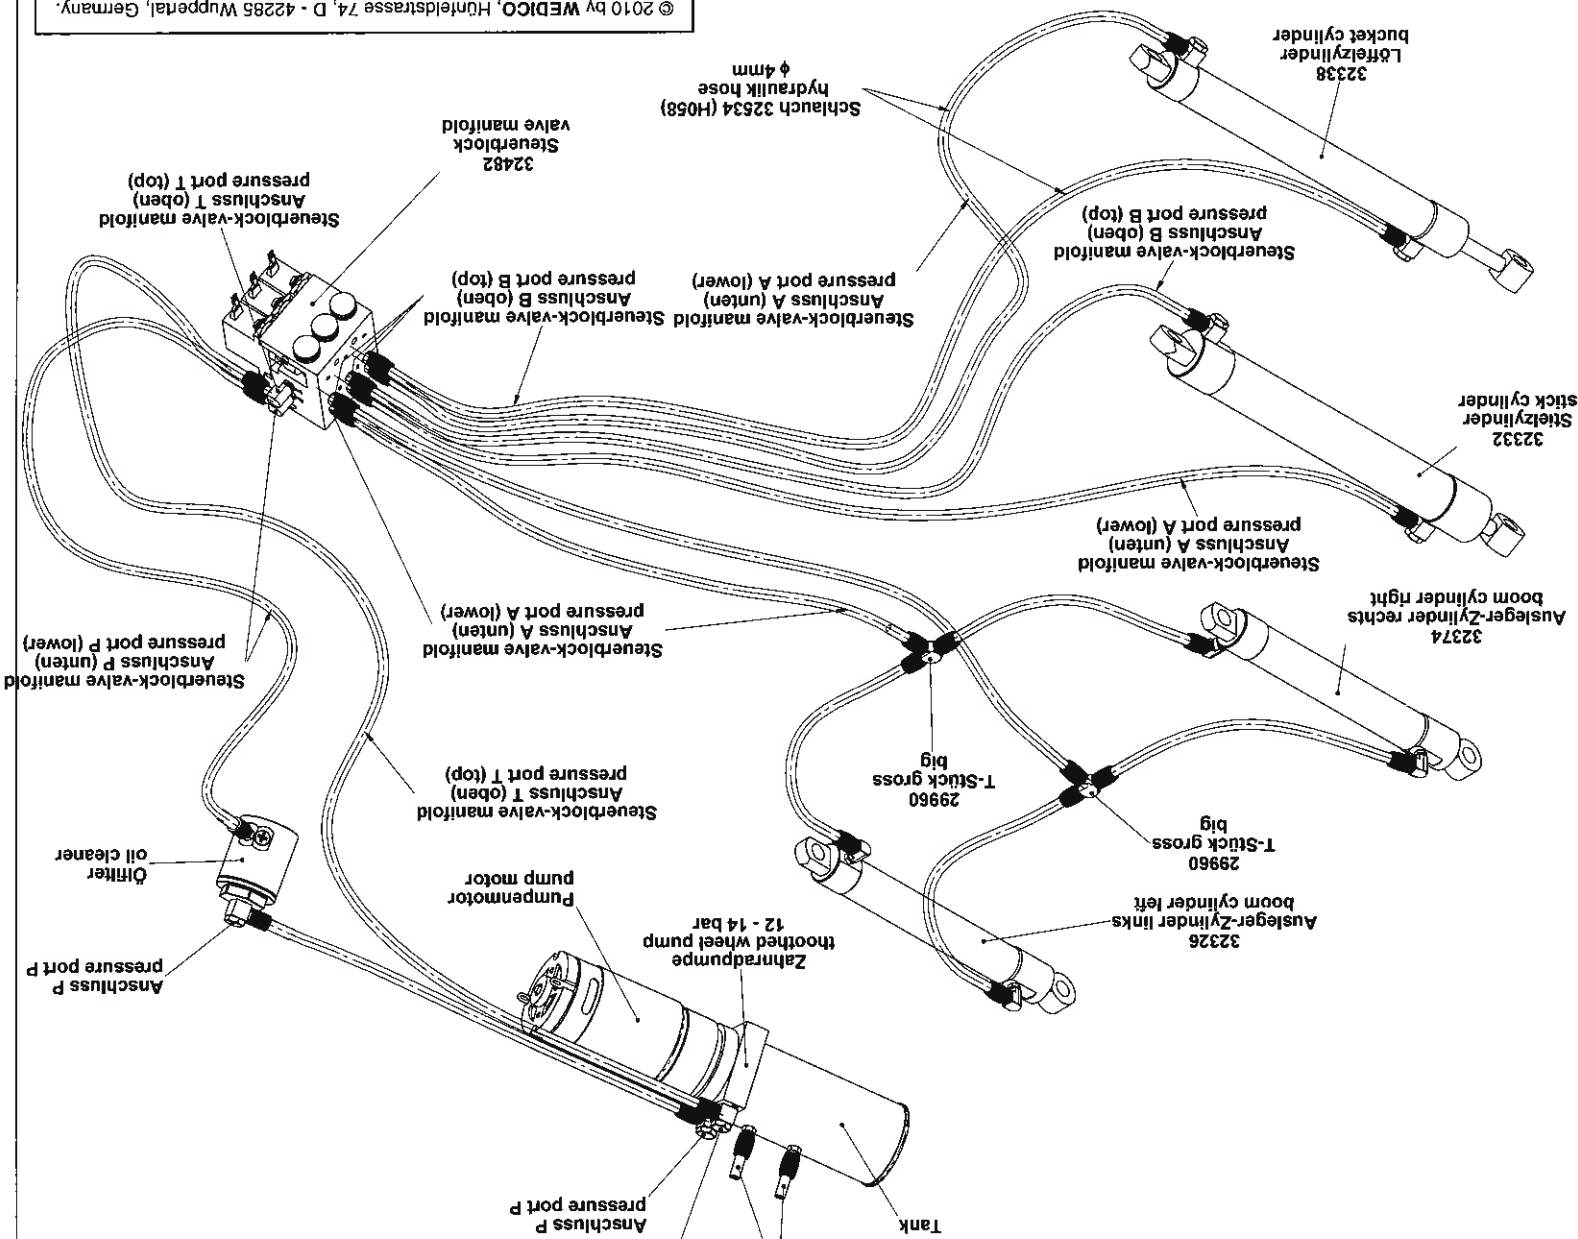 Tank
Anschluss P
pressure port P
Anschluss P
pressure port P
Zahnradpumpe
thoothed wheel pump
12 - 14 bar
32326
Ausleger-Zylinder links
boom cylinder left
Pumpenmotor
pump motor
Ölfilter
oil cleaner
29960
T-Stück gross
big
29960
T-Stück gross
big
Steuerblock-valve manifold
Anschluss T (oben)
pressure port T (top)
32374
Ausleger-Zylinder rechts
boom cylinder right
Steuerblock-valve manifold
Anschluss A (unten)
pressure port A (lower)
Steuerblock-valve manifold
Anschluss P (unten)
pressure port P (lower)
Steuerblock-valve manifold
Anschluss A (unten)
pressure port A (lower)
32332
Stielzylinder
stick cylinder
Steuerblock-valve manifold
Anschluss B (oben)
pressure port B (top)
Steuerblock-valve manifold
Anschluss A (unten)
pressure port A (lower)
Steuerblock-valve manifold
Anschluss B (oben)
pressure port B (top)
Steuerblock-valve manifold
Anschluss T (oben)
pressure port T (top)
32482
Steuerblock
valve manifold
Schlauch 32534 (H058)
hydraulik hose
ϕ 4mm
32338
Löffelzylinder
bucket cylinder
© 2010 by WEDICO, Hünfeldstrasse 74, D - 42285 Wuppertal, Germany.